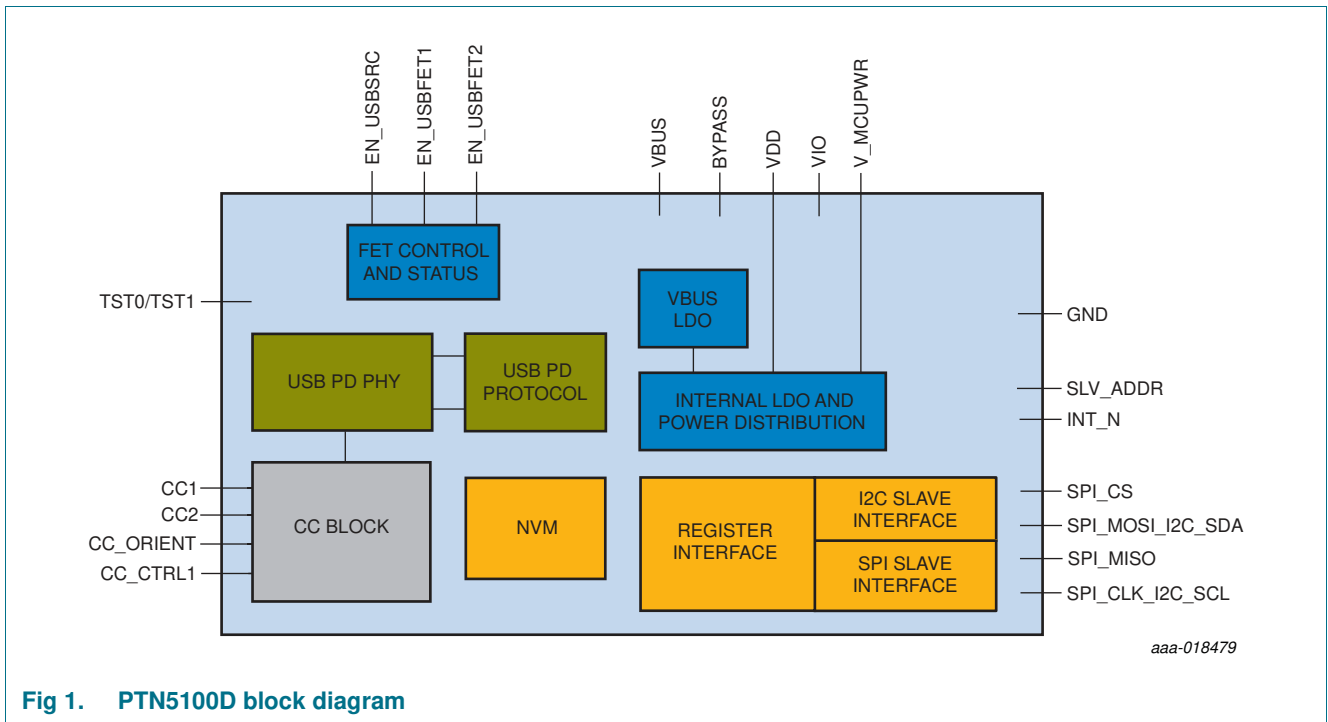 EN_USBSRC
EN_USBFET1
EN_USBFET2
VBUS
BYPASS
VDD
VIO
V_MCUPWR
FET CONTROL
AND STATUS
TST0/TST1
VBUS
LDO
GND
USB PD PHY
USB PD
PROTOCOL
INTERNAL LDO AND
POWER DISTRIBUTION
SLV_ADDR
INT_N
CC1
CC2
CC_ORIENT
CC_CTRL1
CC BLOCK
NVM
REGISTER
INTERFACE
I2C SLAVE
INTERFACE
SPI SLAVE
INTERFACE
SPI_CS
SPI_MOSI_I2C_SDA
SPI_MISO
SPI_CLK_I2C_SCL
aaa-018479
Fig 1. PTN5100D block diagram